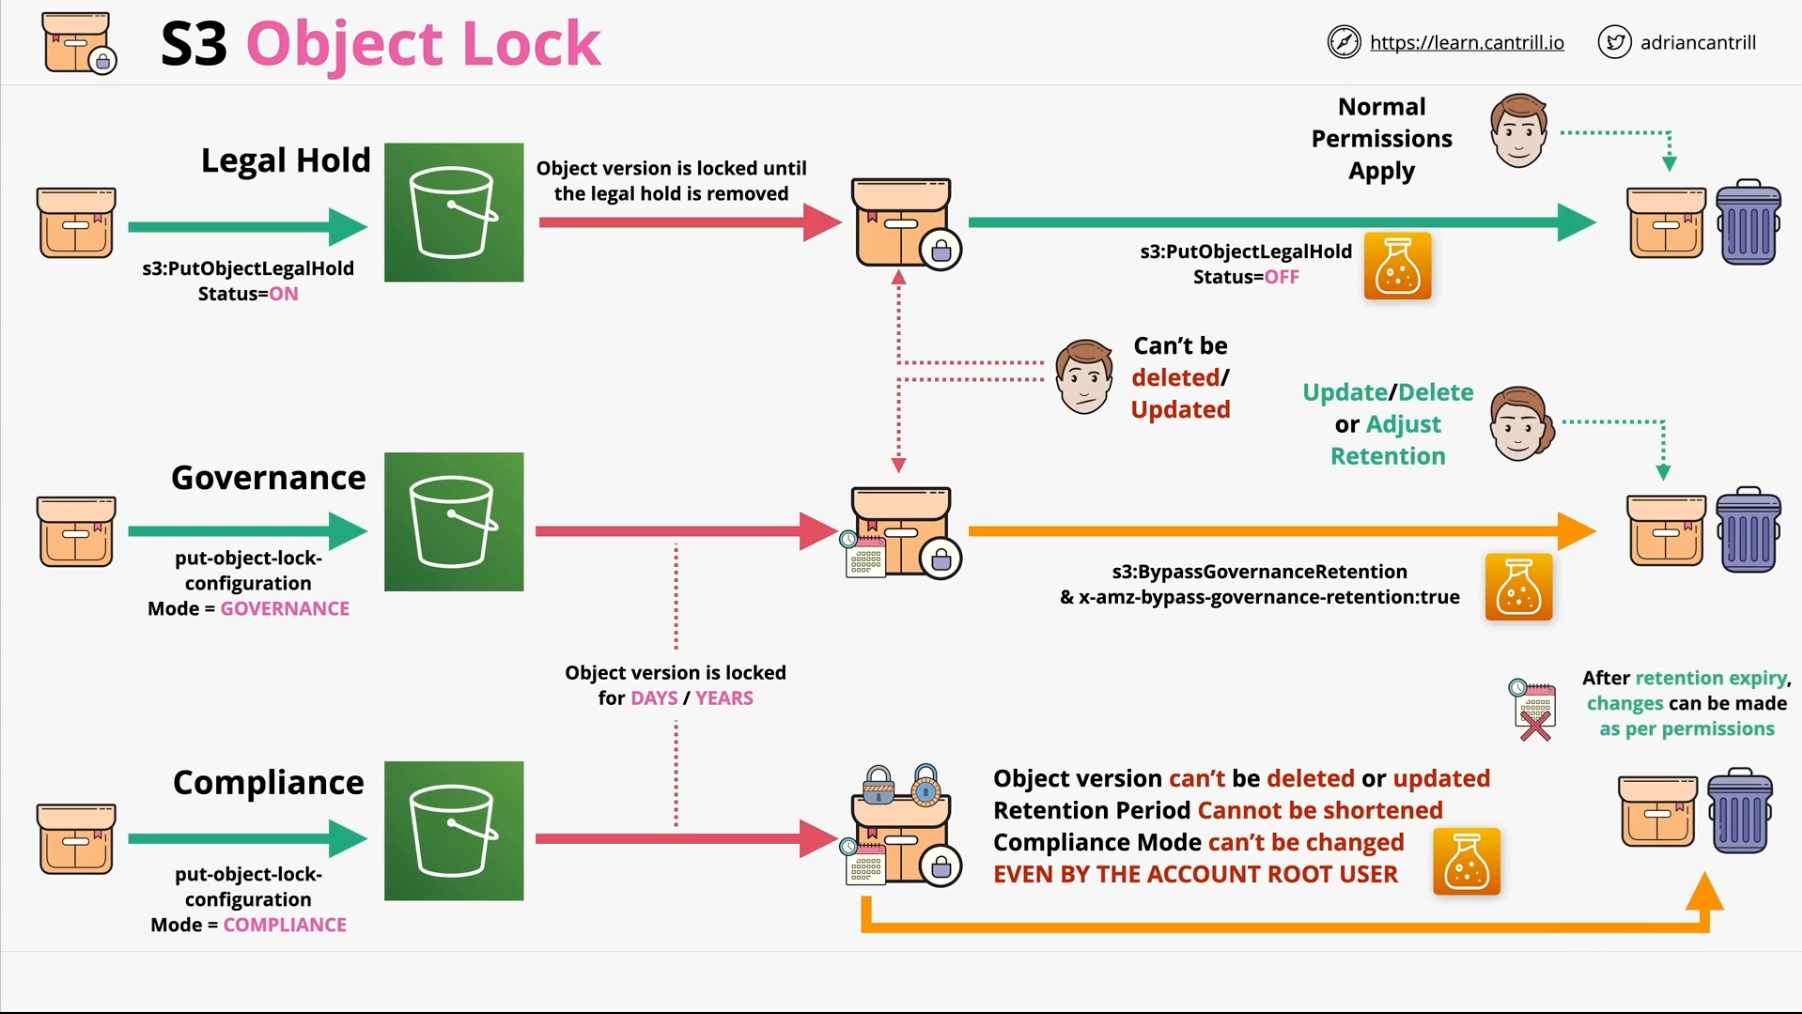 S3 Object Lock
https://learn.cantrill.io
adriancantrill
Legal Hold
s3:PutObjectLegalHold
Status=ON
Object version is locked until
the legal hold is removed
Normal
Permissions
Apply
s3:PutObjectLegalHold
Status=OFF
Can't be
deleted/
Updated
Update/Delete
or Adjust
Retention
Governance
put-object-lock-
configuration
Mode = GOVERNANCE
s3:BypassGovernanceRetention
& x-amz-bypass-governance-retention:true
Object version is locked
for DAYS / YEARS
After retention expiry,
changes can be made
as per permissions
Compliance
put-object-lock-
configuration
Mode = COMPLIANCE
Object version can't be deleted or updated
Retention Period Cannot be shortened
Compliance Mode can't be changed
EVEN BY THE ACCOUNT ROOT USER